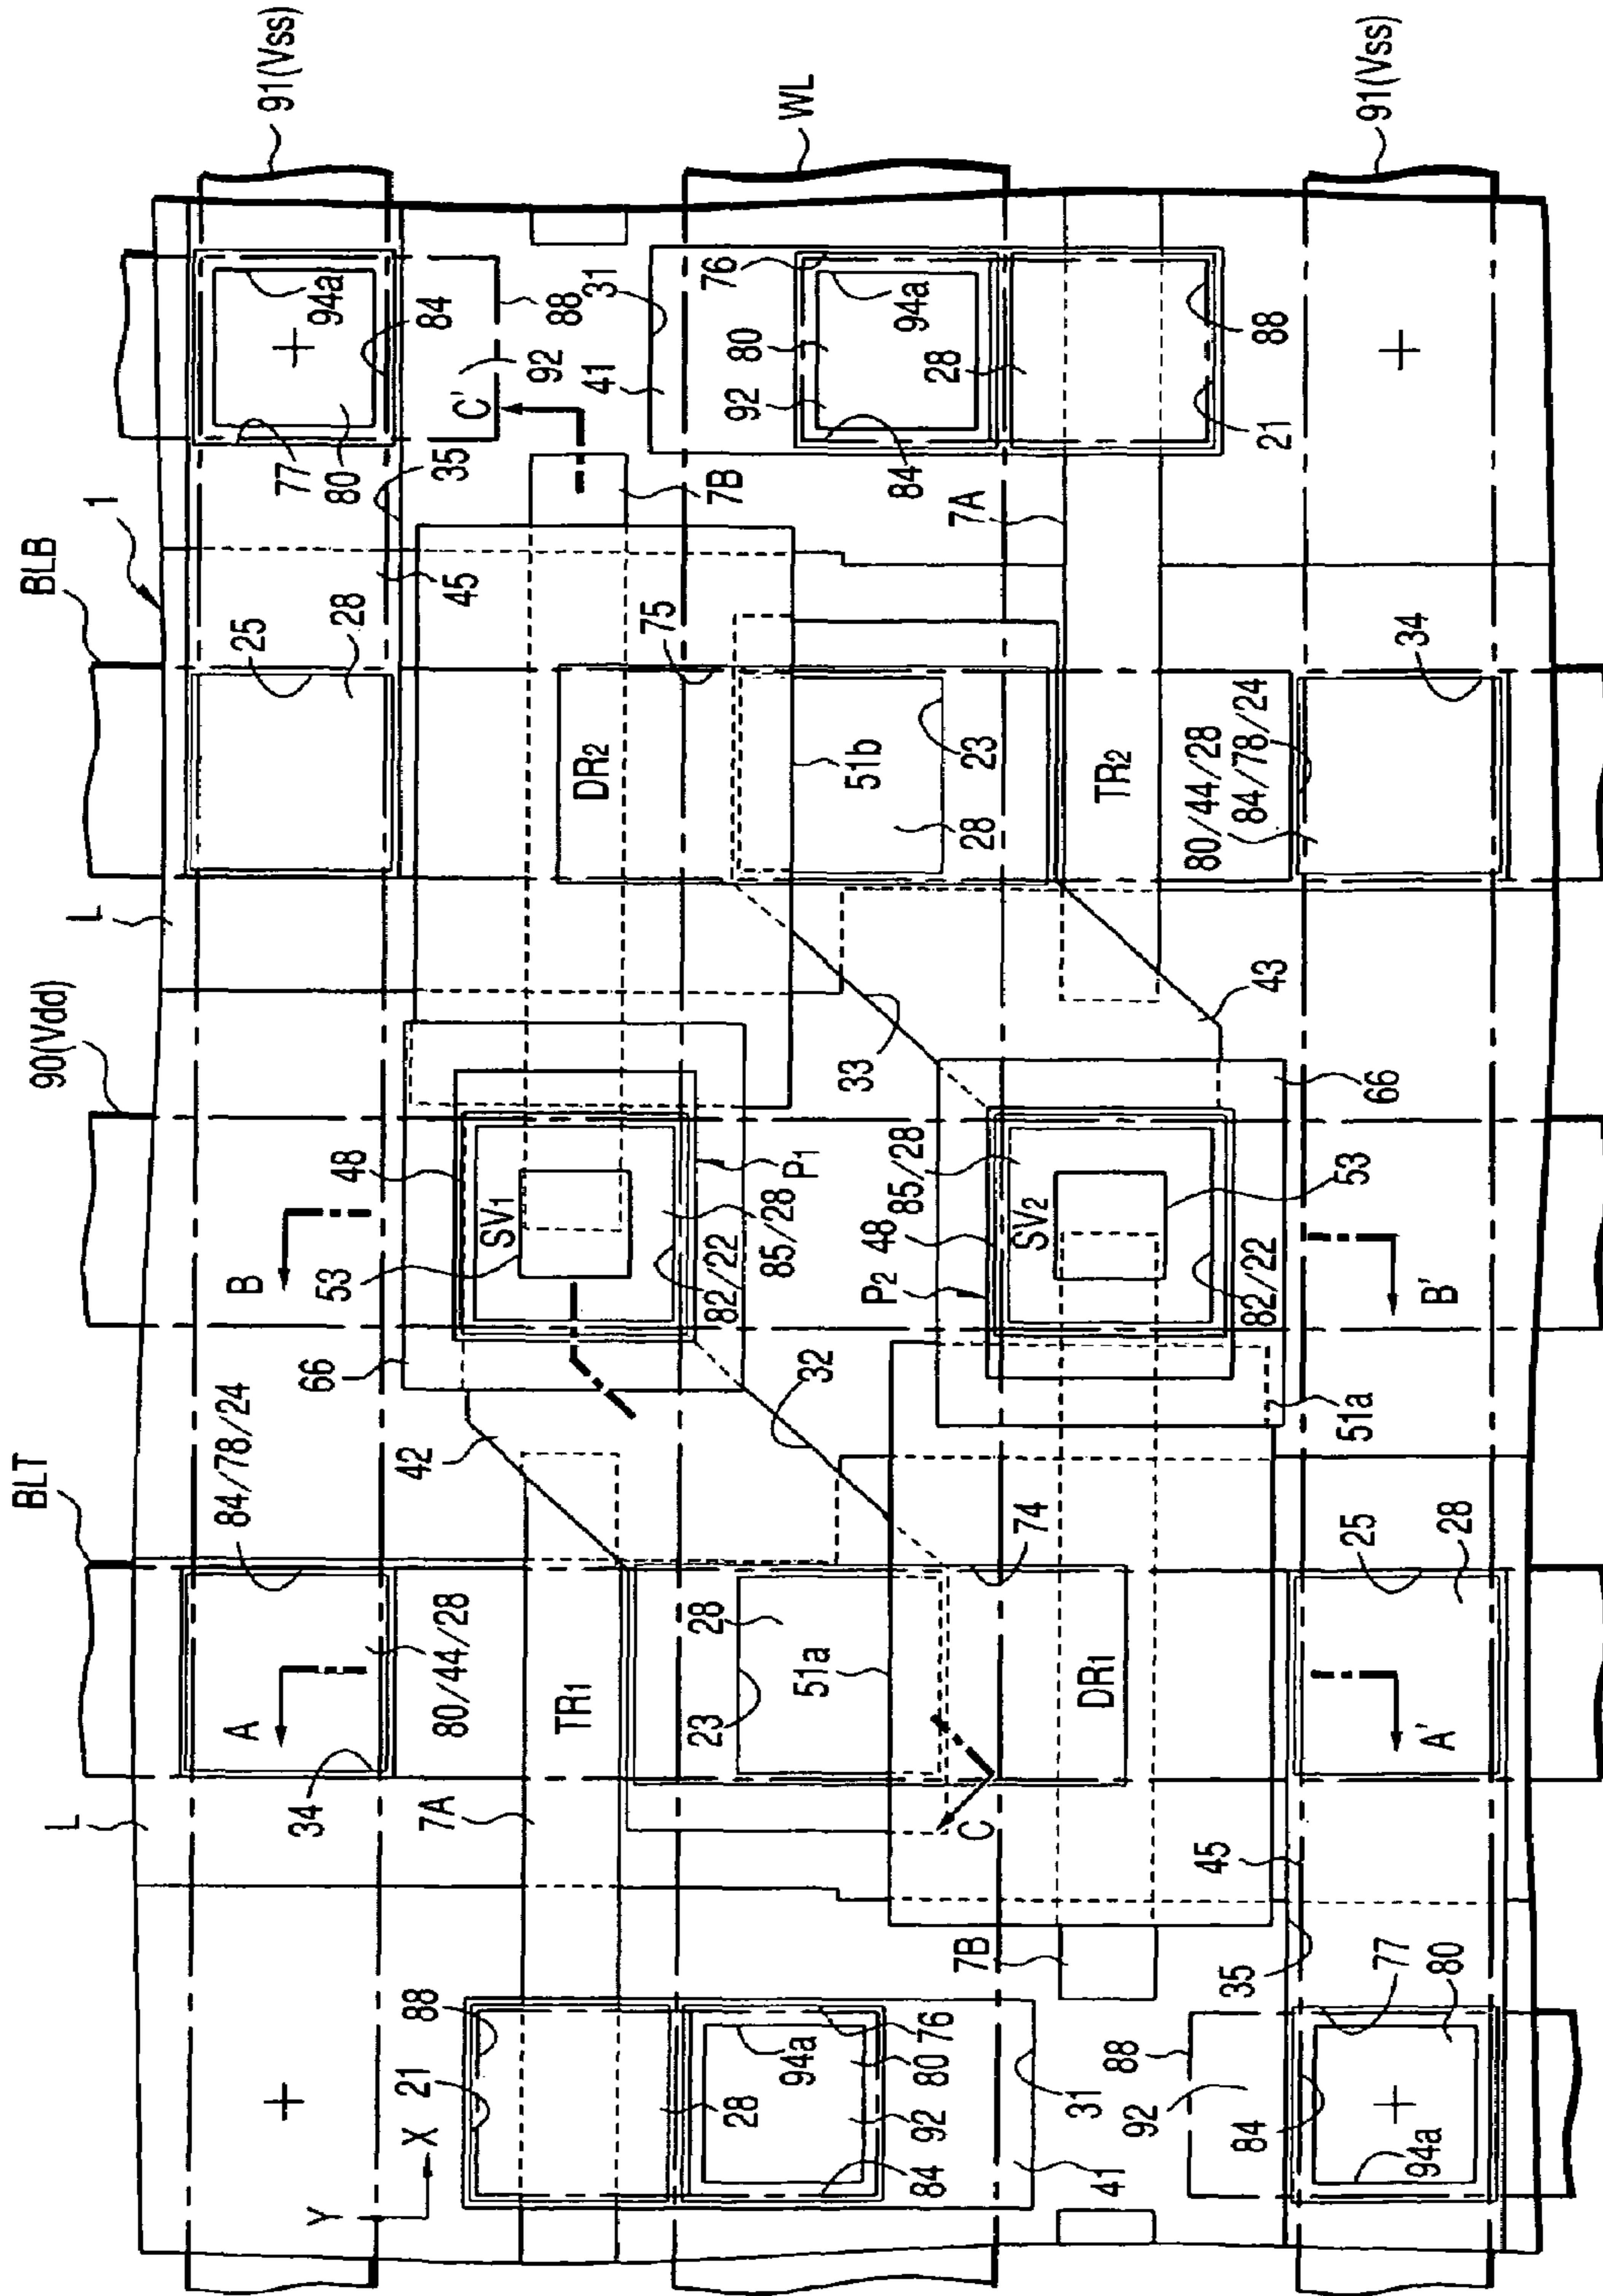 BLT
90(Vdd)
BLB
L
L
1
84/78/24
A
B
25
77
91(Vss)
Y
34
66
48
28
80
94a
X
42
53
35
84
7A
80/44/28
SV1
45
C'
92
88
21
88
TR1
DR2
31
41
32
P1
75
7B
28
23
28
82/22
85/28
76
94a
51a
80
92
WL
94a
76
80
92
84
74
P2
48
33
51b
28
23
84
28
C
7B
DR1
SV2
85/28
7A
31
41
88
92
35
45
53
66
43
TR2
80/44/28
84/78/24
21
88
84
77
80
94a
A'
25
28
51a
82/22
B'
34
91(Vss)